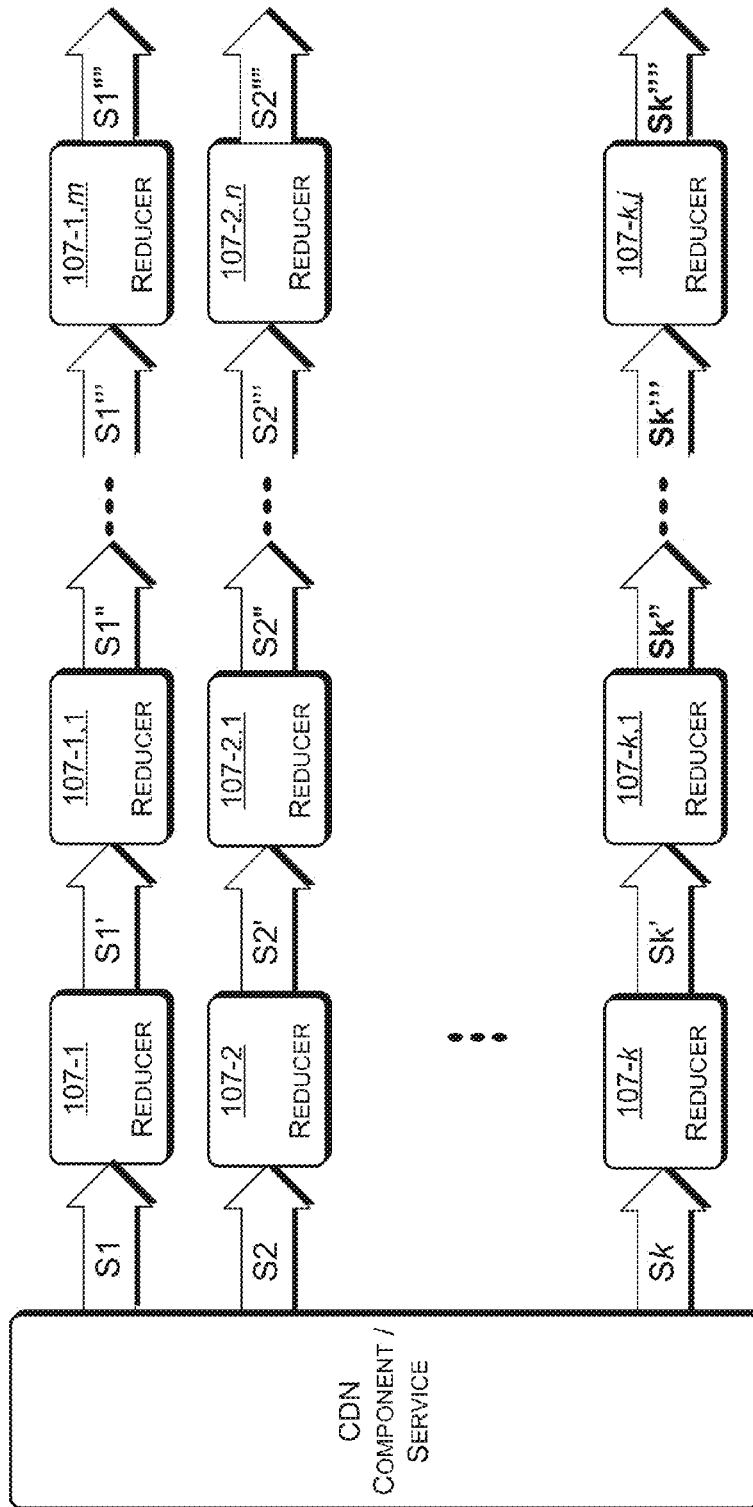 CDN
COMPONENT /
SERVICE
S1
107-1
REDUCER
S1'
107-1.1
REDUCER
S1"
S1"'
107-1.m
REDUCER
S1""
S2
107-2
REDUCER
S2'
107-2.1
REDUCER
S2"
S2"'
107-2.n
REDUCER
S2""
Sk
107-k
REDUCER
Sk'
107-k.1
REDUCER
Sk"
Sk"'
107-k.j
REDUCER
Sk""